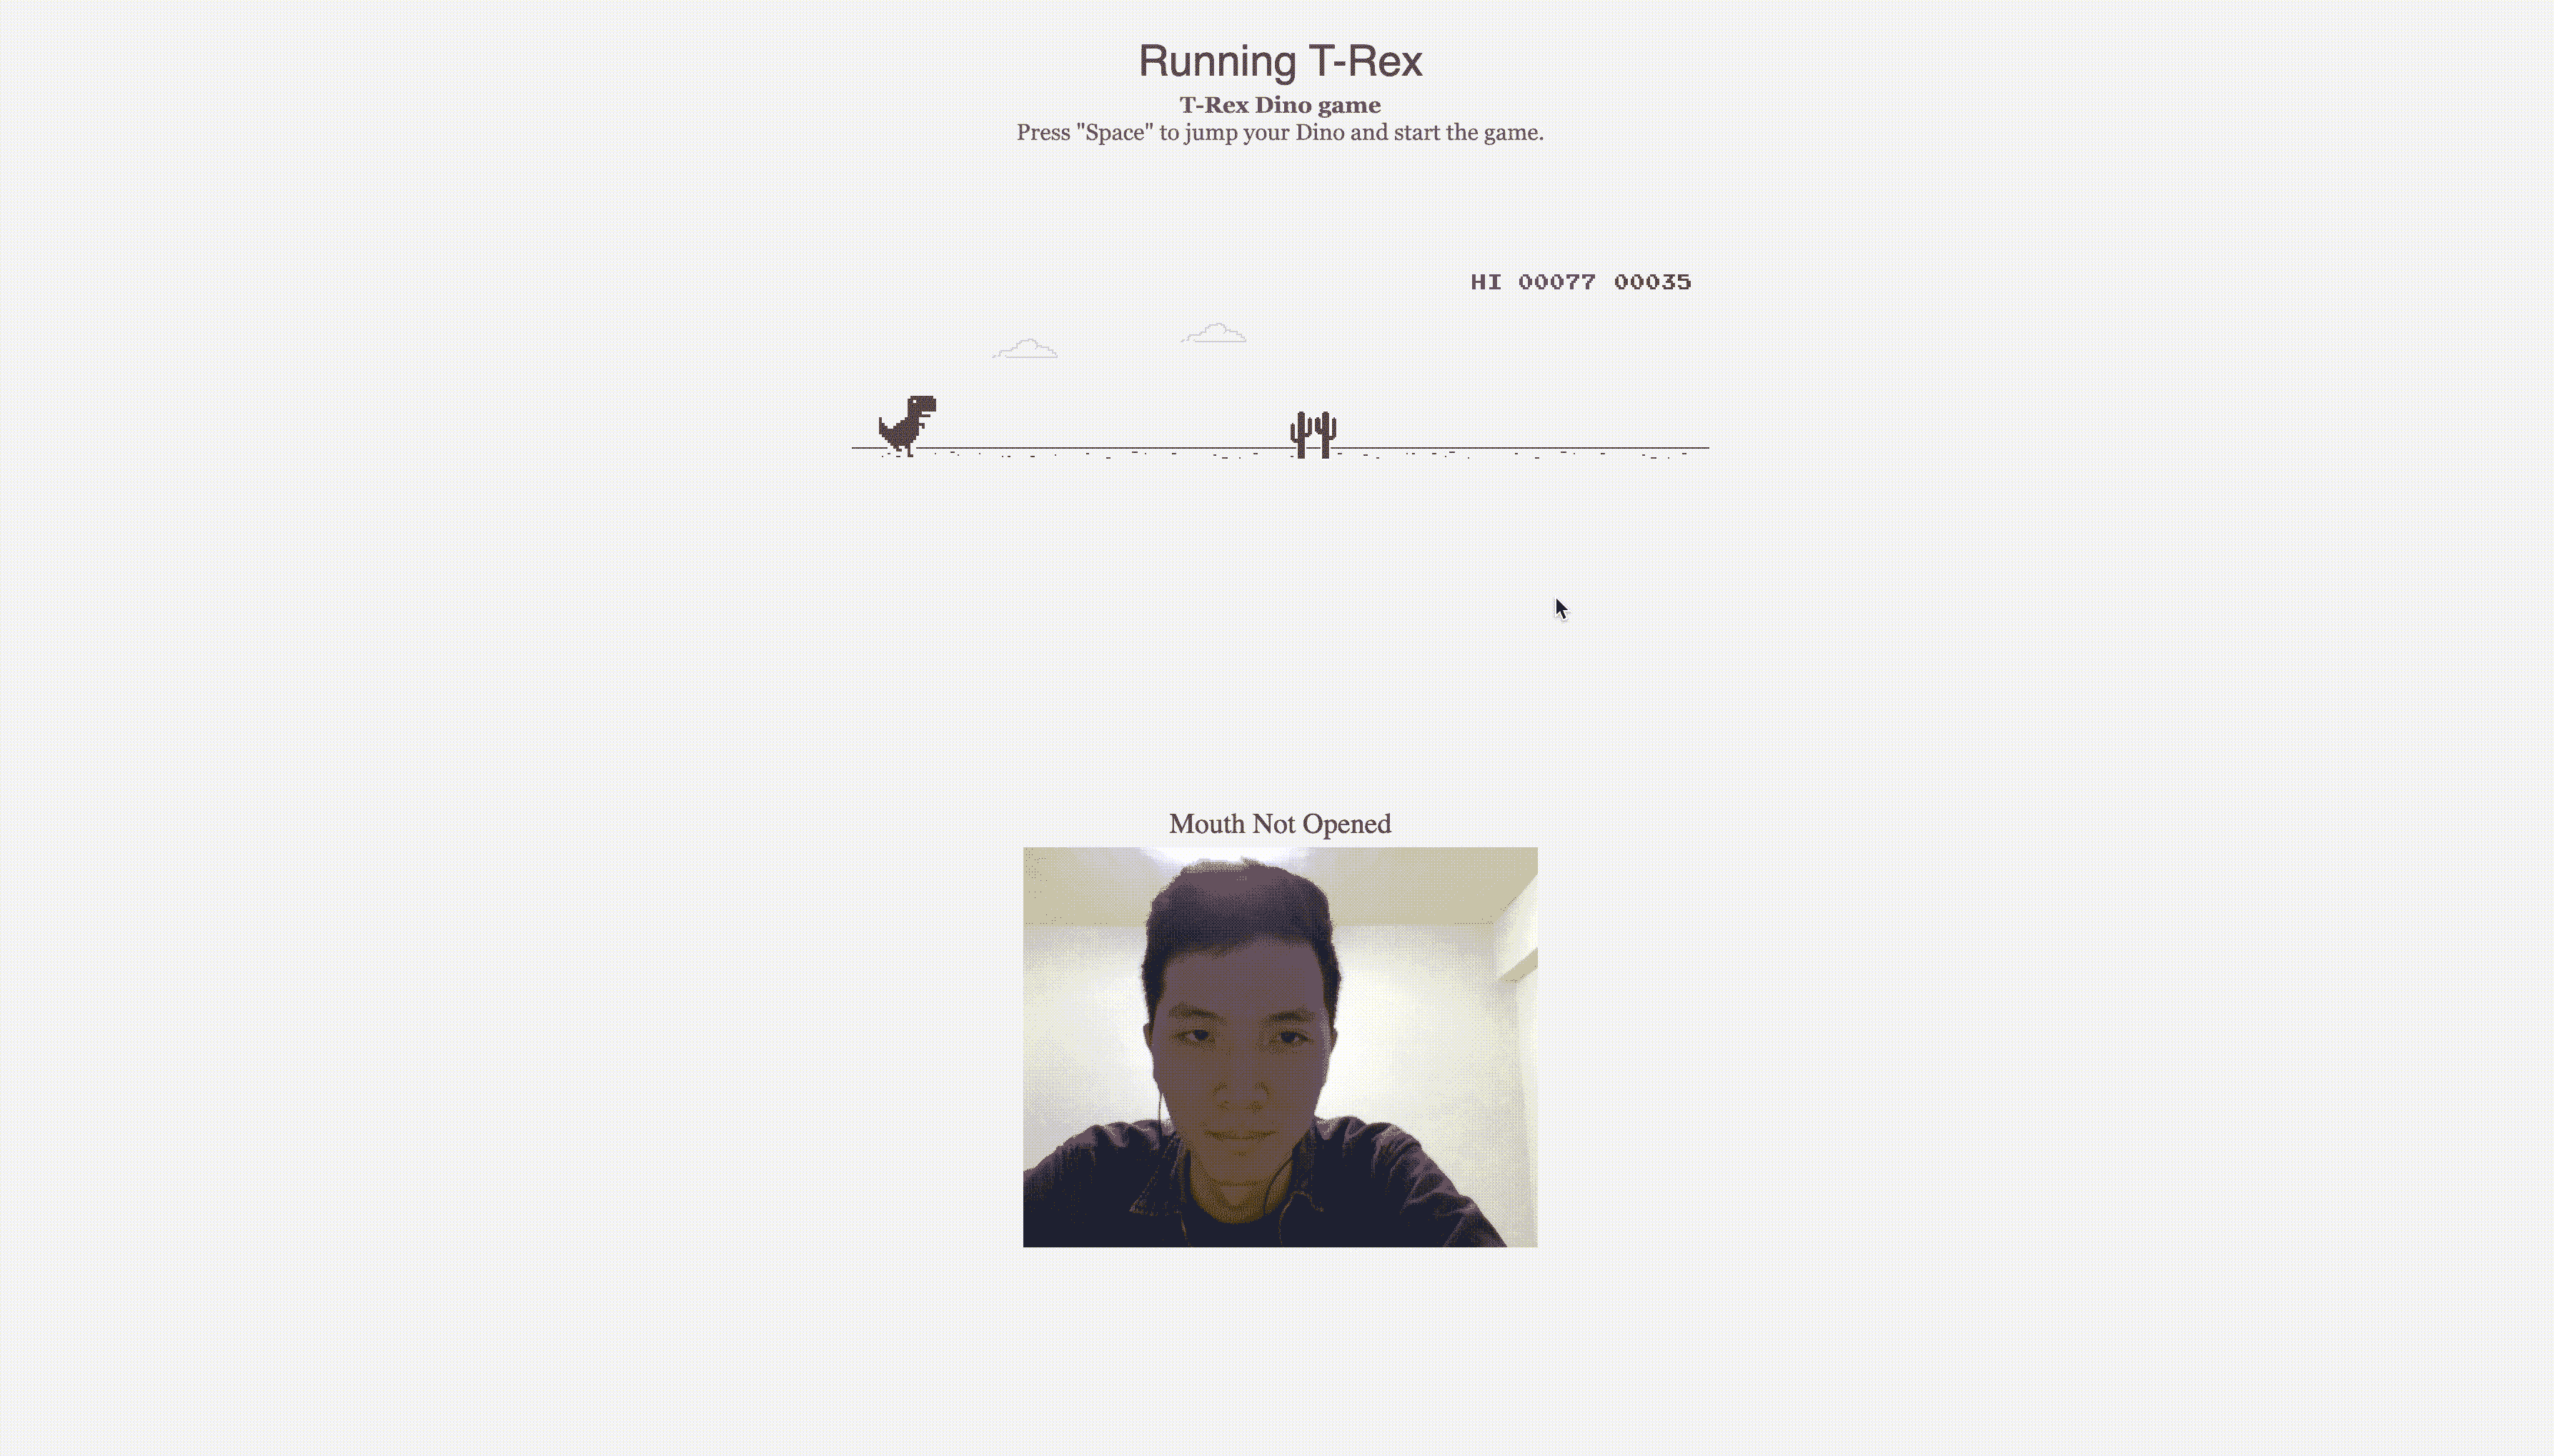 Running T-Rex
T-Rex Dino game
Press "Space" to jump your Dino and start the game.
HI 00077 00035
Mouth Not Opened